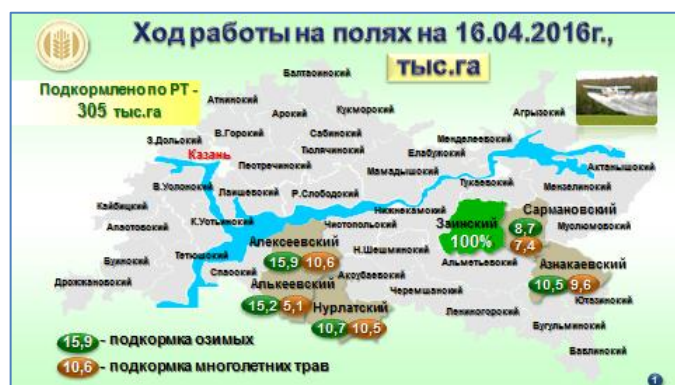 Ход работы на полях на 16.04.2016г.,
тыс.га
Подкормлено по РТ -
305 тыс.га
Балтасинский
Атнинский
Арский
Кукморский
Агрызский
З.Дольский
В.Горский
Сабинский
Менделеевский
Казань
Тюлячинский
Елабужский
Пестречинский
Мамадышский
Актанышский
Тукаевский
Мензелинский
В.Услонский
Лаишевский
Р.Слободский
Кайбицкий
Нижнекамский
Заинский
100%
Сармановский
8,7
7,4
Муслюмовский
Апастовский
К.Устьинский
Чистопольский
Алексеевский
15,9 10,6
Н.Шешминский
Альметьевский
Азнакаевский
10,5 9,6
Буинский
Тетюшский
Спасский
Аксубаевский
Алькеевский
15,2 5,1
Черемшанский
Ютазинский
Дрожжановский
Нурлатский
10,7 10,5
Лениногорский
Бугульминский
Бавлинский
15,9 - подкормка озимых
10,6 - подкормка многолетних трав
1